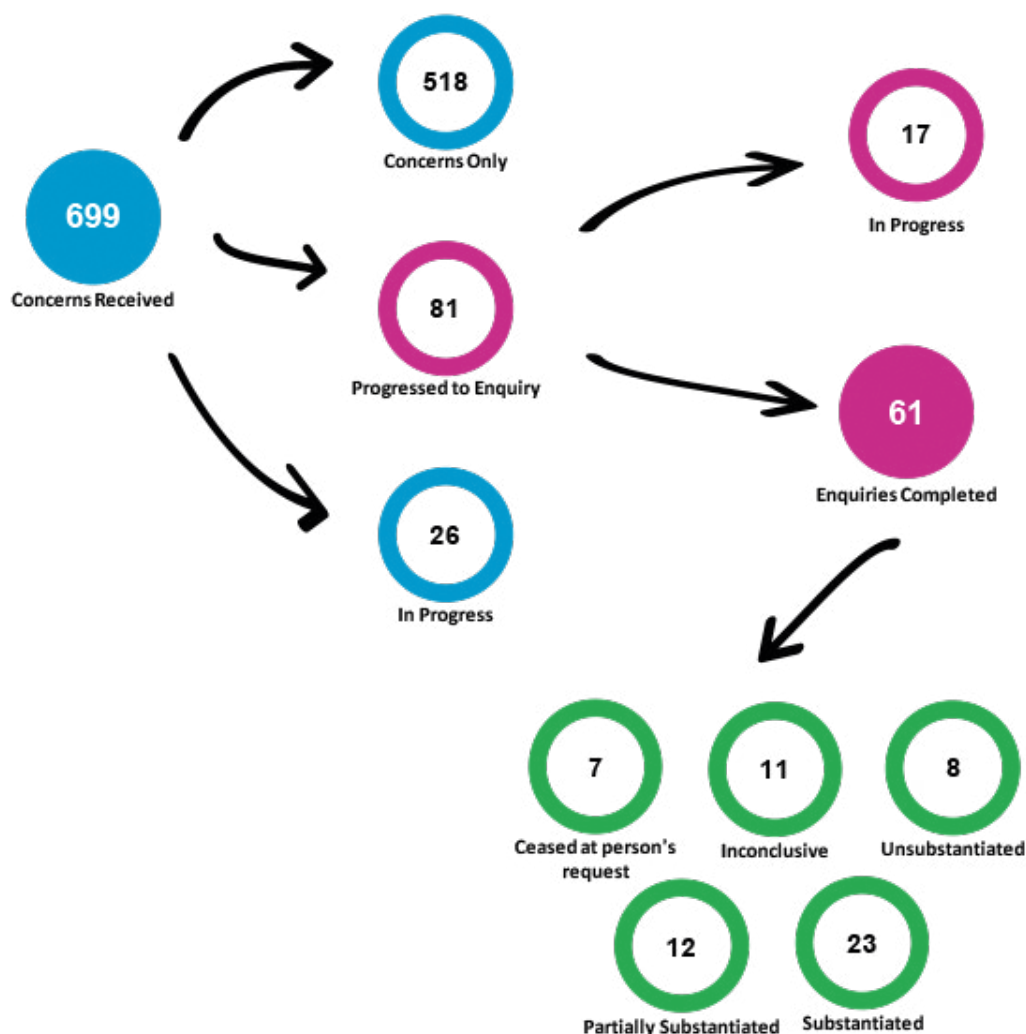 518
Concerns Only
17
In Progress
699
Concerns Received
81
Progressed to Enquiry
61
Enquiries Completed
26
In Progress
7
Ceased at person's
request
11
Inconclusive
8
Unsubstantiated
12
Partially Substantiated
23
Substantiated